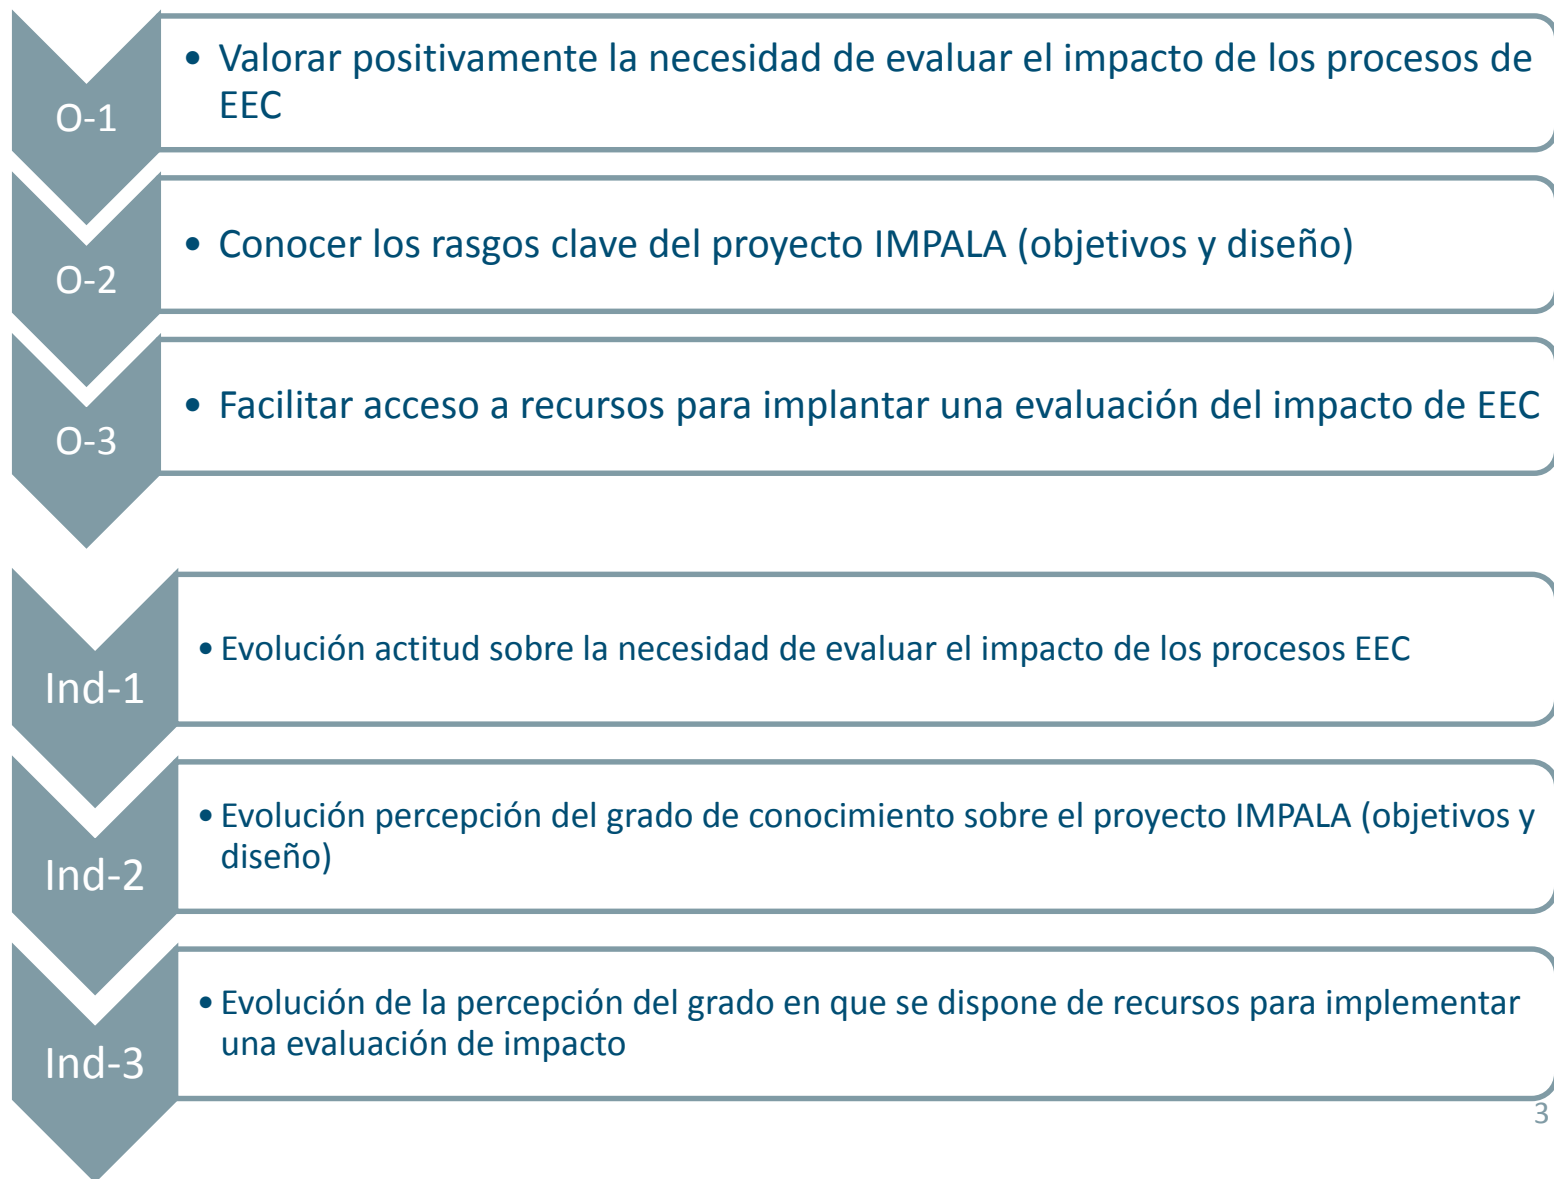 O-1
• Valorar positivamente la necesidad de evaluar el impacto de los procesos de
EEC
O-2
• Conocer los rasgos clave del proyecto IMPALA (objetivos y diseño)
O-3
• Facilitar acceso a recursos para implantar una evaluación del impacto de EEC
Ind-1
• Evolución actitud sobre la necesidad de evaluar el impacto de los procesos EEC
Ind-2
• Evolución percepción del grado de conocimiento sobre el proyecto IMPALA (objetivos y
diseño)
Ind-3
• Evolución de la percepción del grado en que se dispone de recursos para implementar
una evaluación de impacto
3